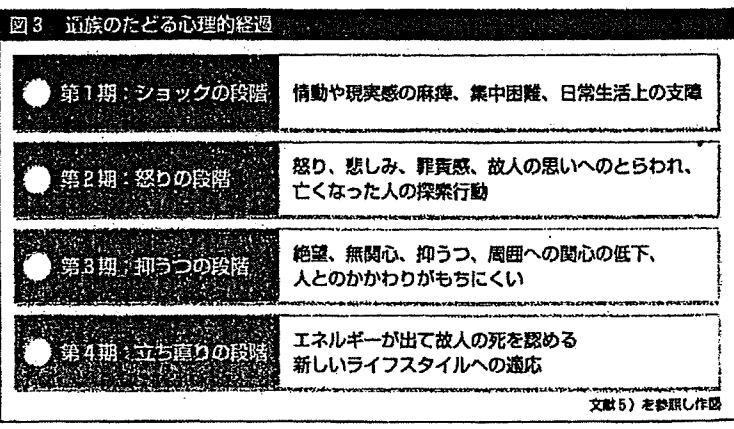 図3 遺族のたどる心理的経過
第1期：ショックの段階
情動や現実感の麻痺、集中困難、日常生活上の支障
第2期：怒りの段階
怒り、悲しみ、罪責感、故人の思いへのとらわれ、
亡くなった人の探索行動
第3期：抑うつの段階
絶望、無関心、抑うつ、周囲への関心の低下、
人とのかかわりがもちにくい
第4期：立ち直りの段階
エネルギーが出て故人の死を認める
新しいライフスタイルへの適応
文献5）を参照し作図